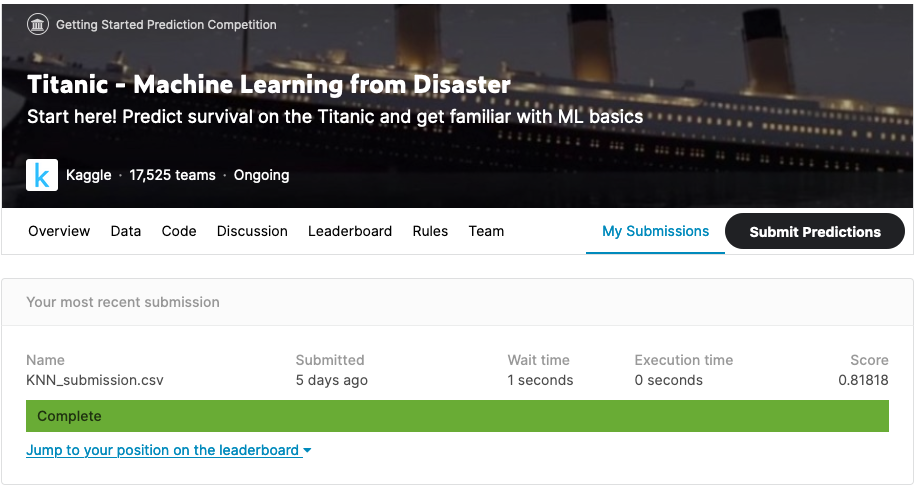 Getting Started Prediction Competition
Titanic - Machine Learning from Disaster
Start here! Predict survival on the Titanic and get familiar with ML basics
k Kaggle · 17,525 teams · Ongoing
Overview Data Code Discussion Leaderboard Rules Team My Submissions Submit Predictions
Your most recent submission
Name Submitted Wait time Execution time Score
KNN_submission.csv 5 days ago 1 seconds 0 seconds 0.81818
Complete
Jump to your position on the leaderboard